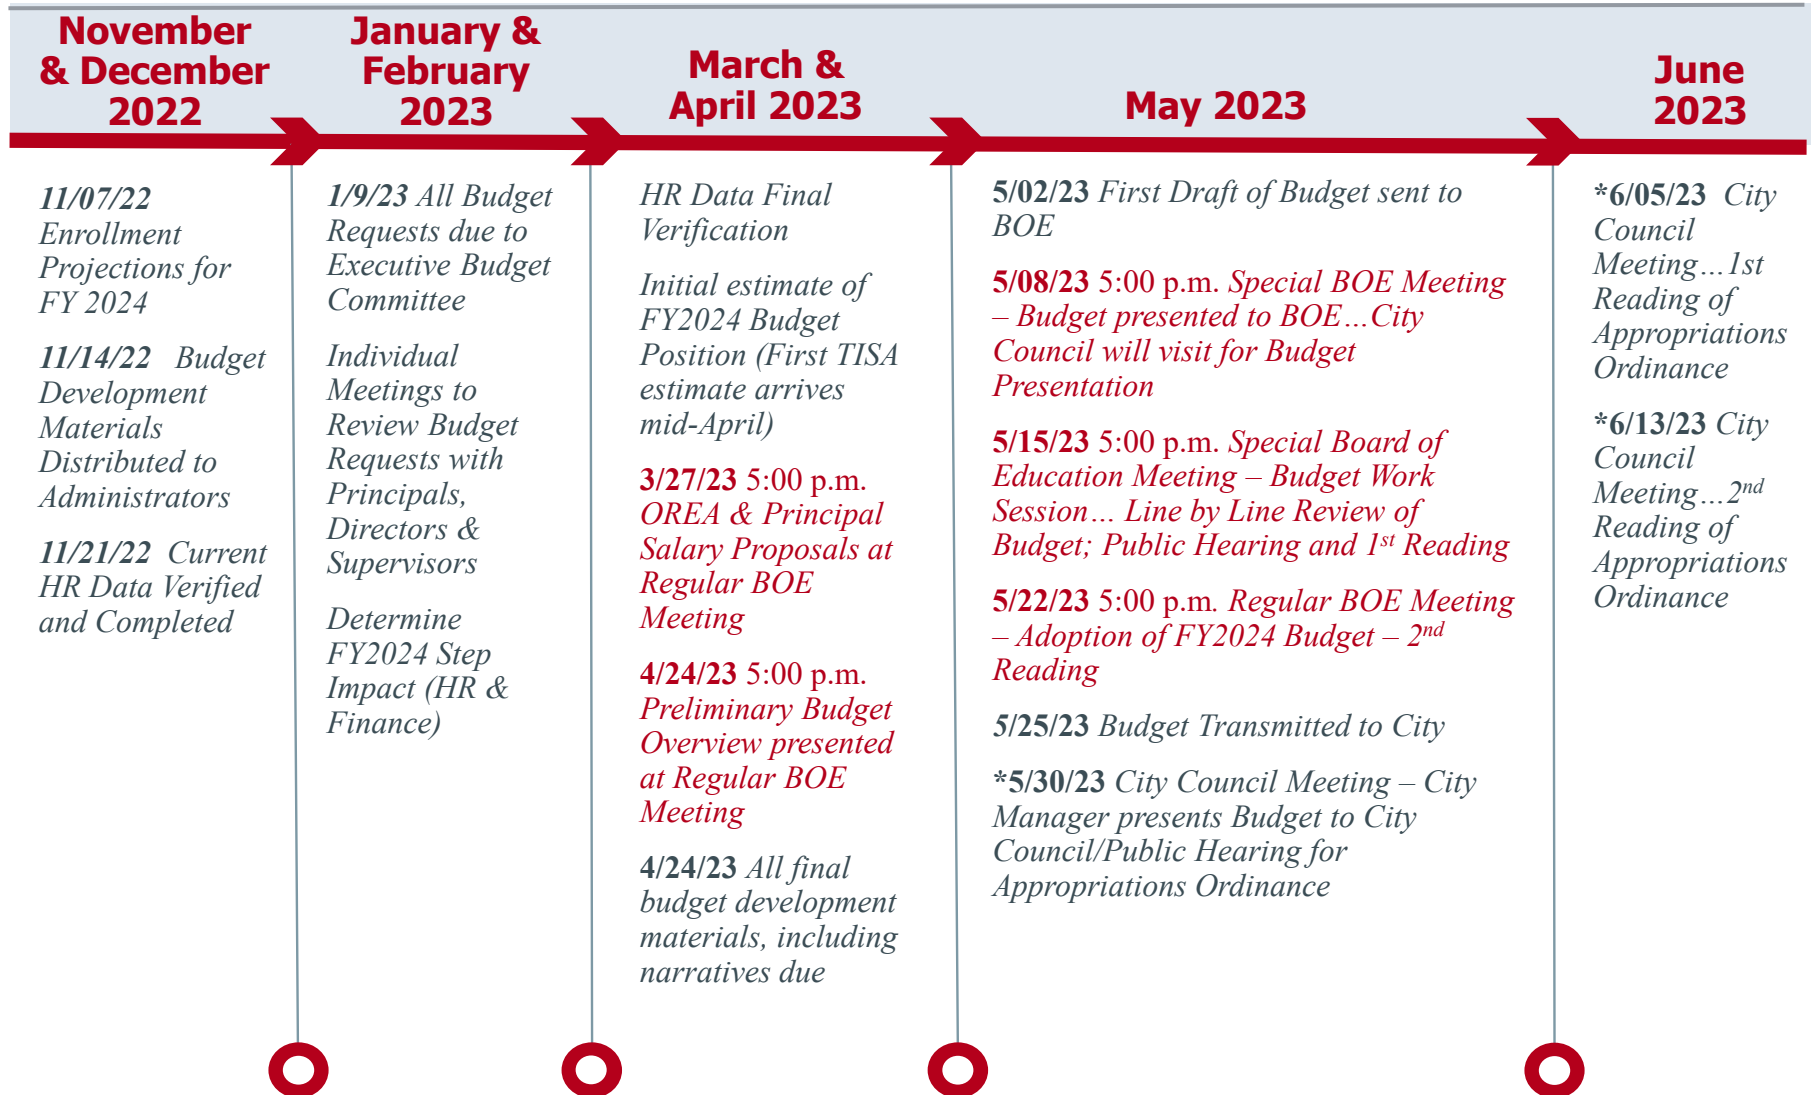 November
& December
2022
January &
February
2023
March &
April 2023
May 2023
June
2023
11/07/22
Enrollment
Projections for
FY 2024
11/14/22 Budget
Development
Materials
Distributed to
Administrators
11/21/22 Current
HR Data Verified
and Completed
1/9/23 All Budget
Requests due to
Executive Budget
Committee
Individual
Meetings to
Review Budget
Requests with
Principals,
Directors &
Supervisors
Determine
FY2024 Step
Impact (HR &
Finance)
HR Data Final
Verification
Initial estimate of
FY2024 Budget
Position (First TISA
estimate arrives
mid-April)
3/27/23 5:00 p.m.
OREA & Principal
Salary Proposals at
Regular BOE
Meeting
4/24/23 5:00 p.m.
Preliminary Budget
Overview presented
at Regular BOE
Meeting
4/24/23 All final
budget development
materials, including
narratives due
5/02/23 First Draft of Budget sent to
BOE
5/08/23 5:00 p.m. Special BOE Meeting
– Budget presented to BOE…City
Council will visit for Budget
Presentation
5/15/23 5:00 p.m. Special Board of
Education Meeting – Budget Work
Session… Line by Line Review of
Budget; Public Hearing and 1st Reading
5/22/23 5:00 p.m. Regular BOE Meeting
– Adoption of FY2024 Budget – 2nd
Reading
5/25/23 Budget Transmitted to City
*5/30/23 City Council Meeting – City
Manager presents Budget to City
Council/Public Hearing for
Appropriations Ordinance
*6/05/23 City
Council
Meeting…1st
Reading of
Appropriations
Ordinance
*6/13/23 City
Council
Meeting…2nd
Reading of
Appropriations
Ordinance